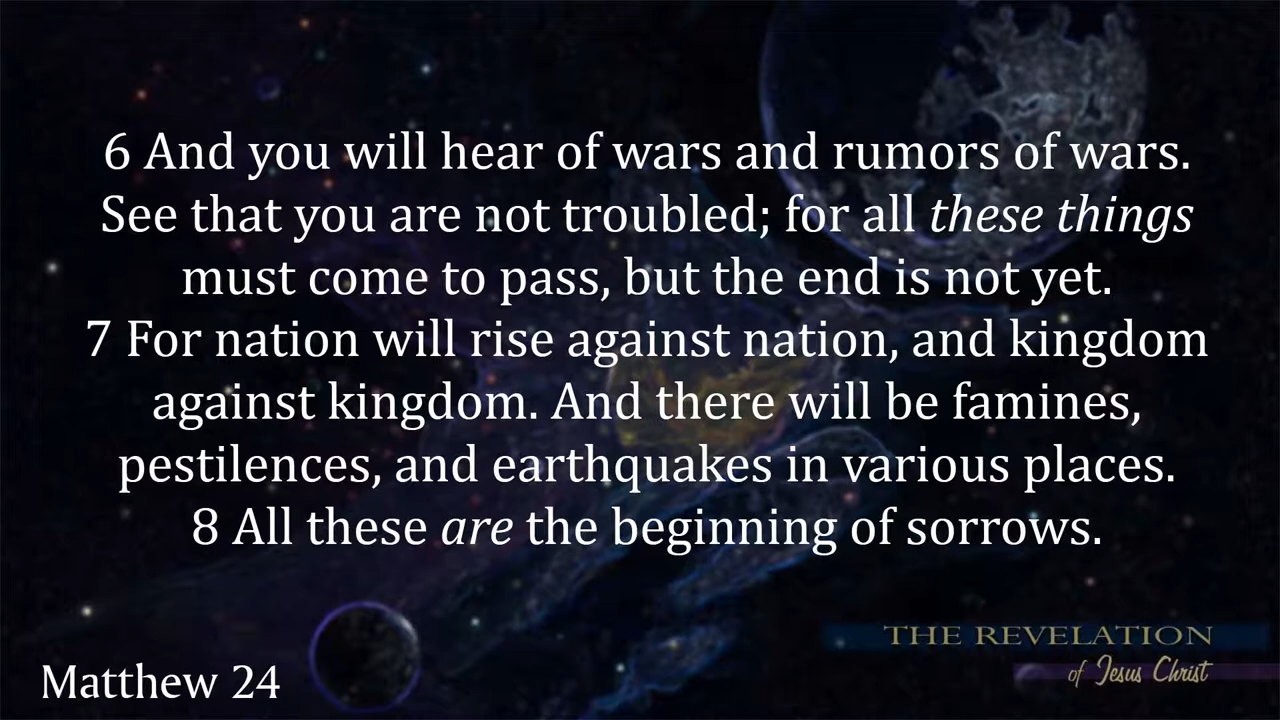 6 And you will hear of wars and rumors of wars.
See that you are not troubled; for all these things
must come to pass, but the end is not yet.
7 For nation will rise against nation, and kingdom
against kingdom. And there will be famines,
pestilences, and earthquakes in various places.
8 All these are the beginning of sorrows.
THE REVELATION
of Jesus Christ
Matthew 24